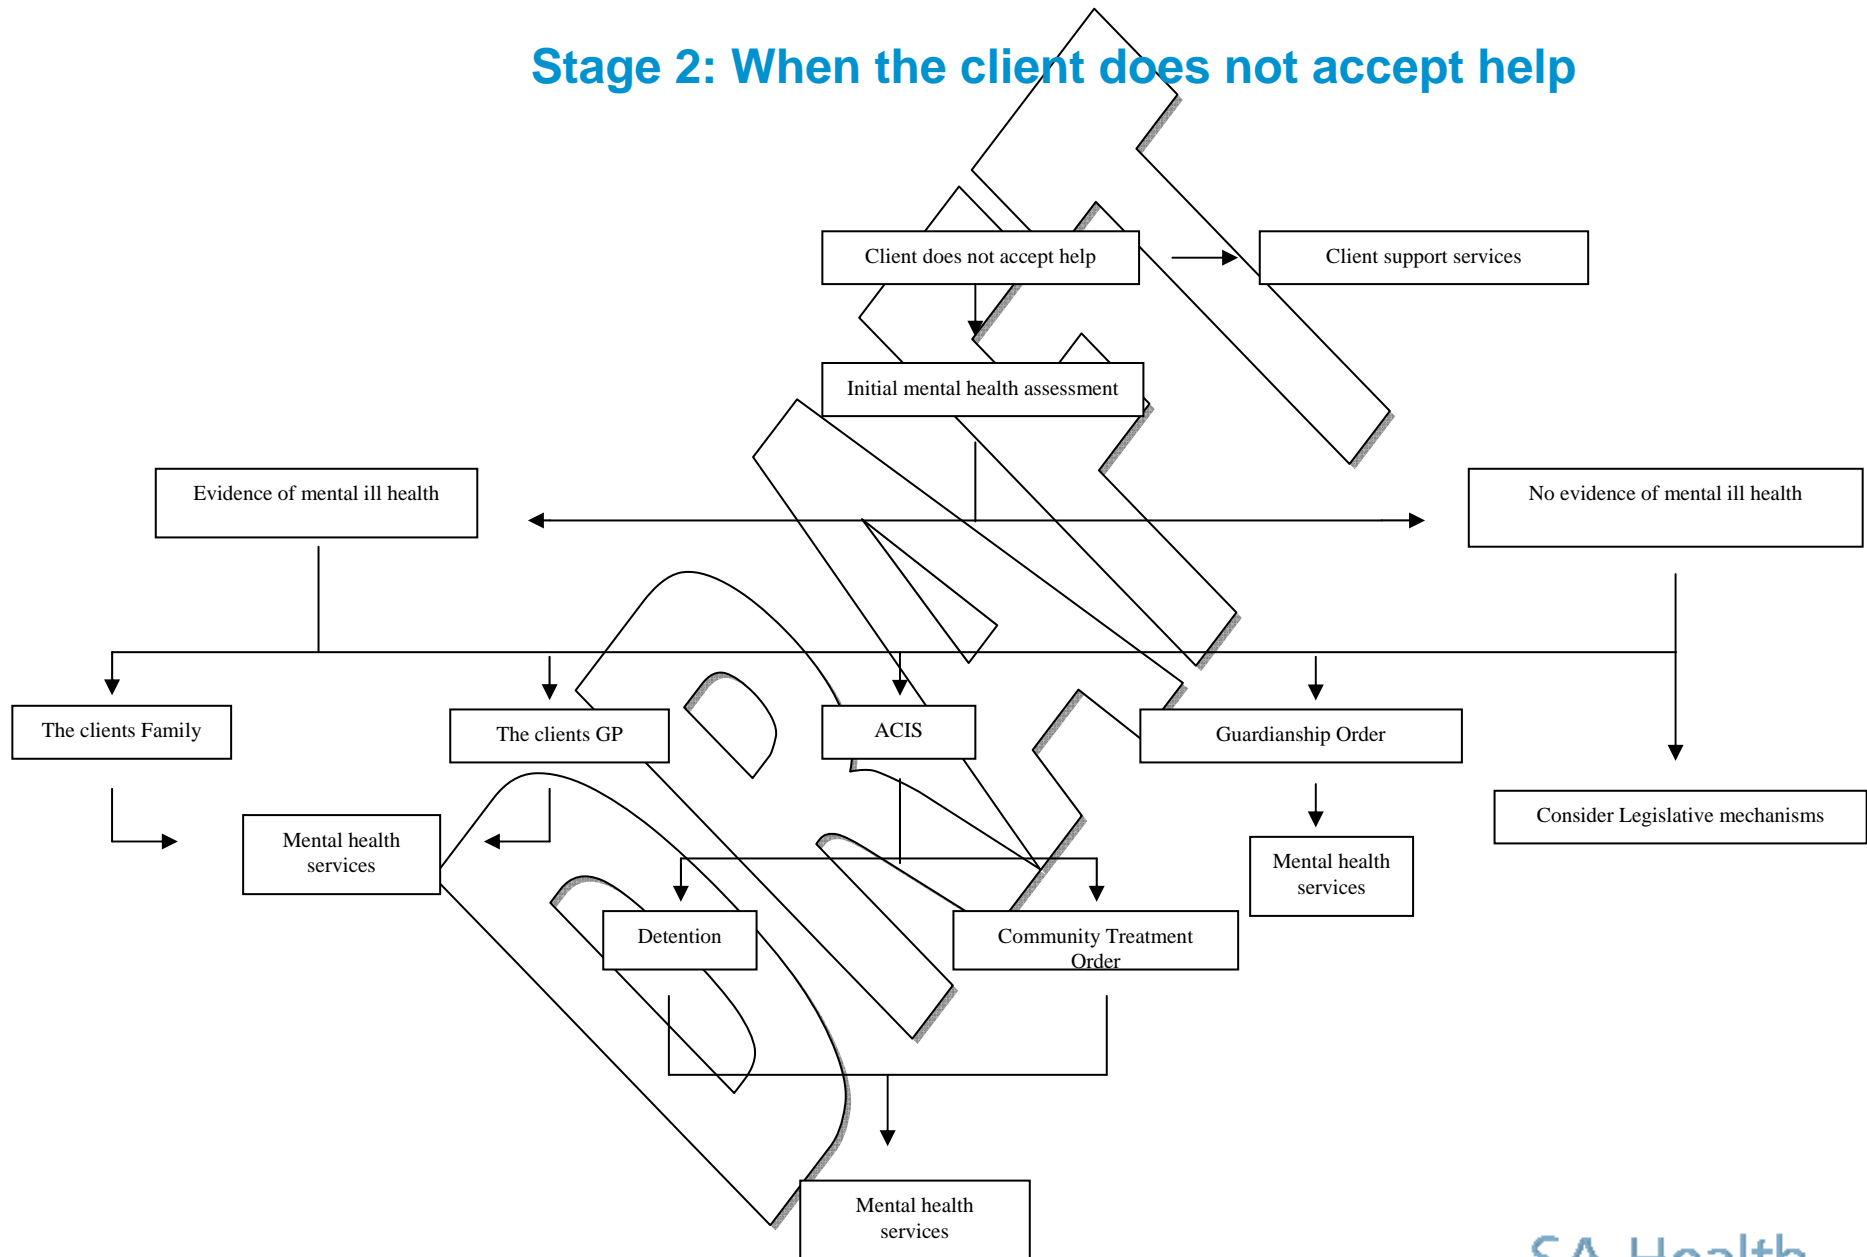 Stage 2: When the client does not accept help
Client does not accept help
Client support services
Initial mental health assessment
Evidence of mental ill health
No evidence of mental ill health
The clients Family
The clients GP
ACIS
Guardianship Order
Consider Legislative mechanisms
Mental health
services
Mental health
services
Detention
Community Treatment
Order
Mental health
services
SA Health
DRAFT